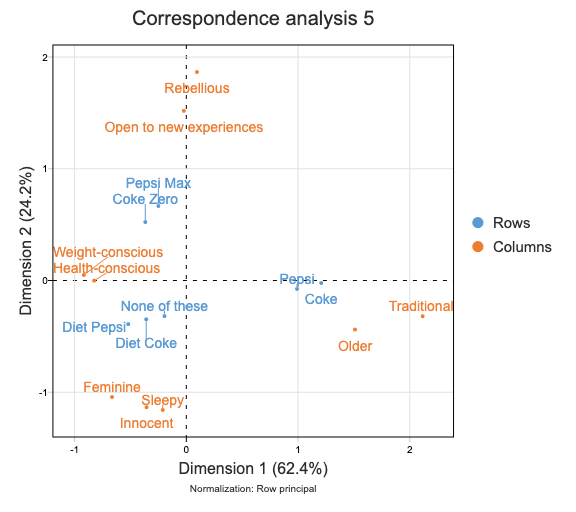 Correspondence analysis 5
2
Rebellious
Open to new experiences
1
Pepsi Max
Coke Zero
Weight-conscious
Health-conscious
0
Pepsi
Coke
None of these
Traditional
Diet Pepsi
Diet Coke
Older
Feminine
-1
Sleepy
Innocent
-1 0 1 2
Dimension 2 (24.2%)
Dimension 1 (62.4%)
Normalization: Row principal
Rows
Columns